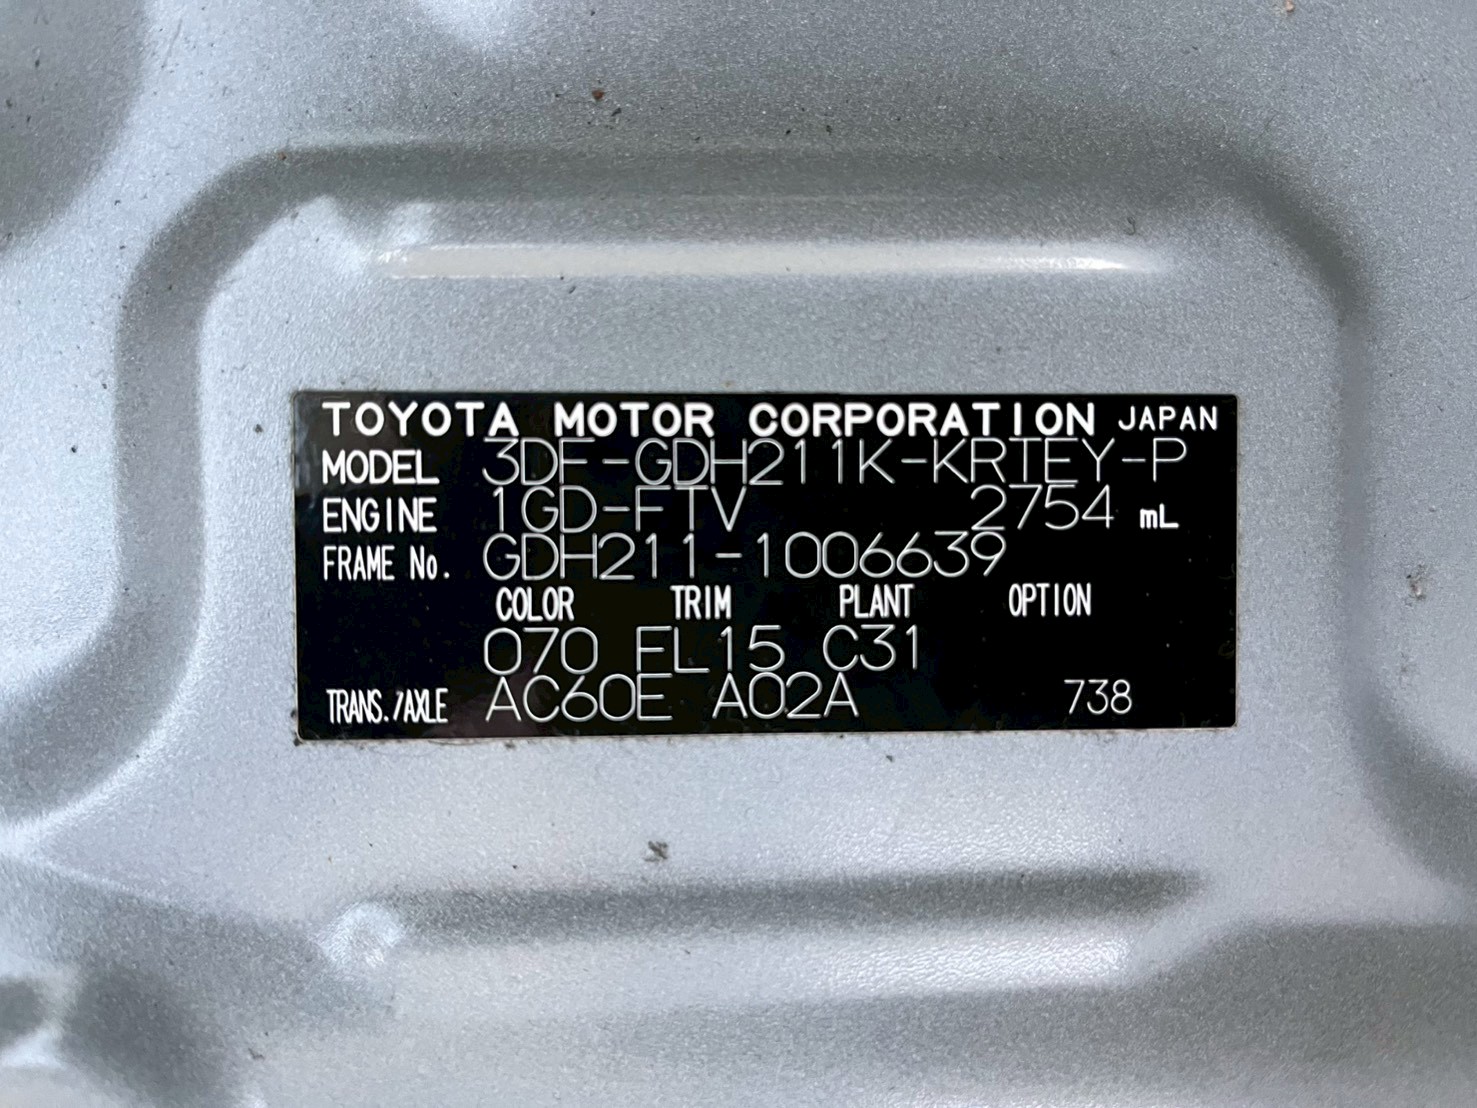 TOYOTA MOTOR CORPORATION JAPAN
MODEL 3DF-GDH211K-KRTEY-P
ENGINE 1GD-FTV 2754 mL
FRAME No. GDH211-1006639
COLOR TRIM PLANT OPTION
070 FL15 C31
TRANS./AXLE AC60E A02A 738